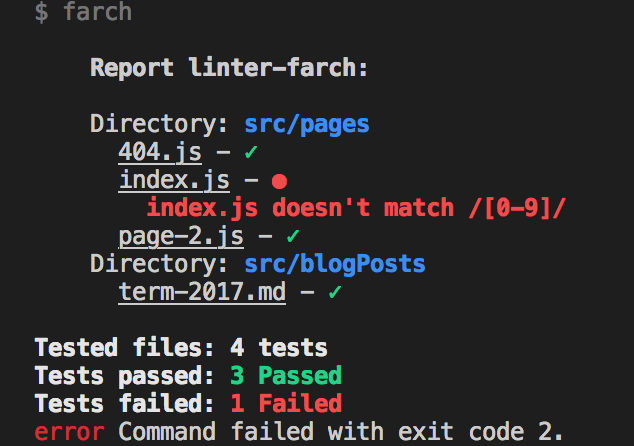 $ farch
Report linter-farch:
Directory: src/pages
404.js - ✓
index.js - ●
index.js doesn't match /[0-9]/
page-2.js - ✓
Directory: src/blogPosts
term-2017.md - ✓
Tested files: 4 tests
Tests passed: 3 Passed
Tests failed: 1 Failed
error Command failed with exit code 2.